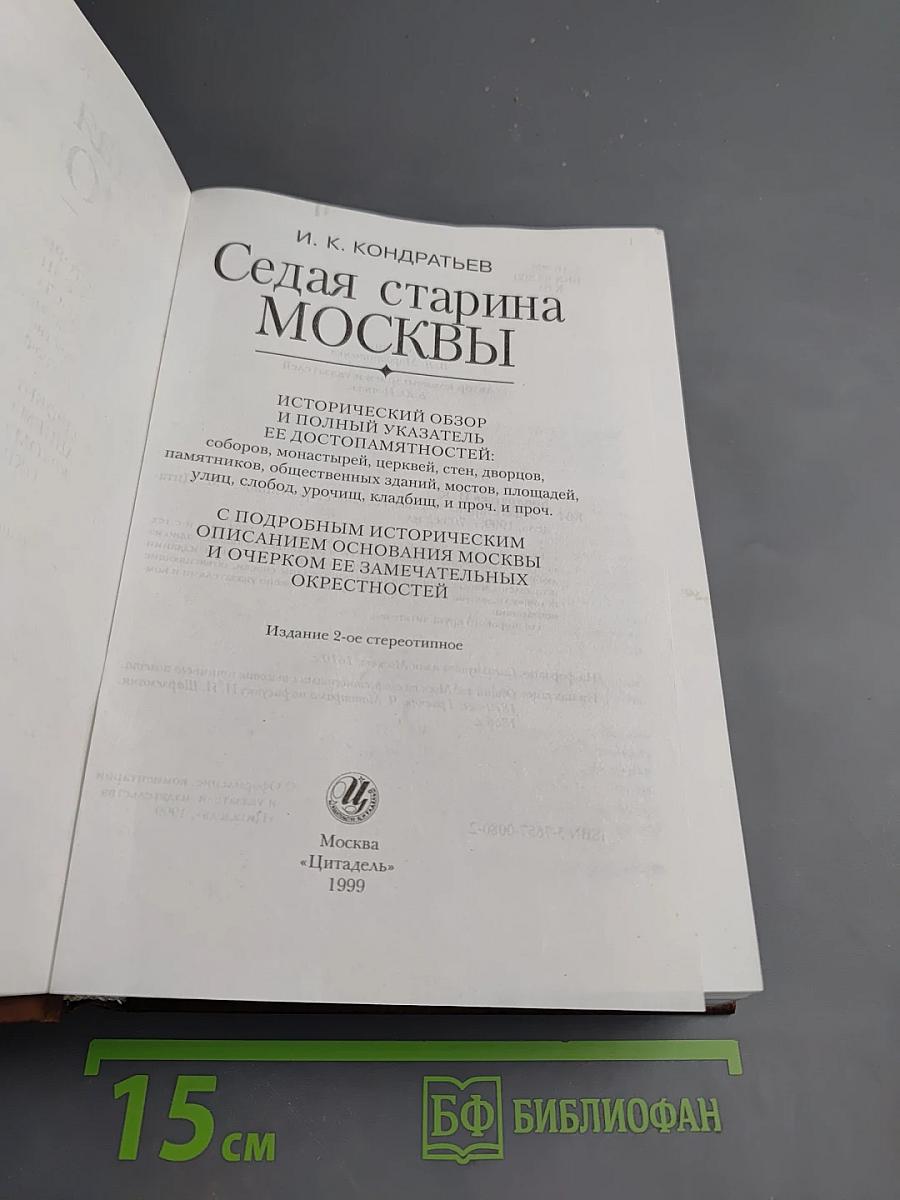 И. К. КОНДРАТЬЕВ
Седая старина
МОСКВЫ
ИСТОРИЧЕСКИЙ ОБЗОР
И ПОЛНЫЙ УКАЗАТЕЛЬ
ЕЕ ДОСТОПАМЯТНОСТЕЙ:
соборов, монастырей, церквей, стен, дворцов,
памятников, общественных зданий, мостов, площадей,
улиц, слобод, урочищ, кладбищ, и проч. и проч.
С ПОДРОБНЫМ ИСТОРИЧЕСКИМ
ОПИСАНИЕМ ОСНОВАНИЯ МОСКВЫ
И ОЧЕРКОМ ЕЕ ЗАМЕЧАТЕЛЬНЫХ
ОКРЕСТНОСТЕЙ
Издание 2-ое стереотипное
Ц
Москва
«Цитадель»
1999
15 см
БФ БИБЛИОФАН